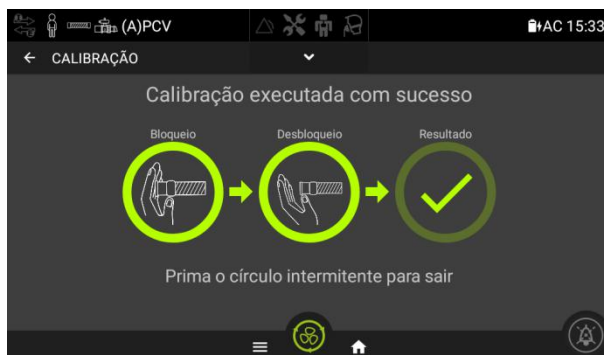 (A)PCV
AC 15:33
CALIBRAÇÃO
Calibração executada com sucesso
Bloqueio
Desbloqueio
Resultado
Prima o círculo intermitente para sair